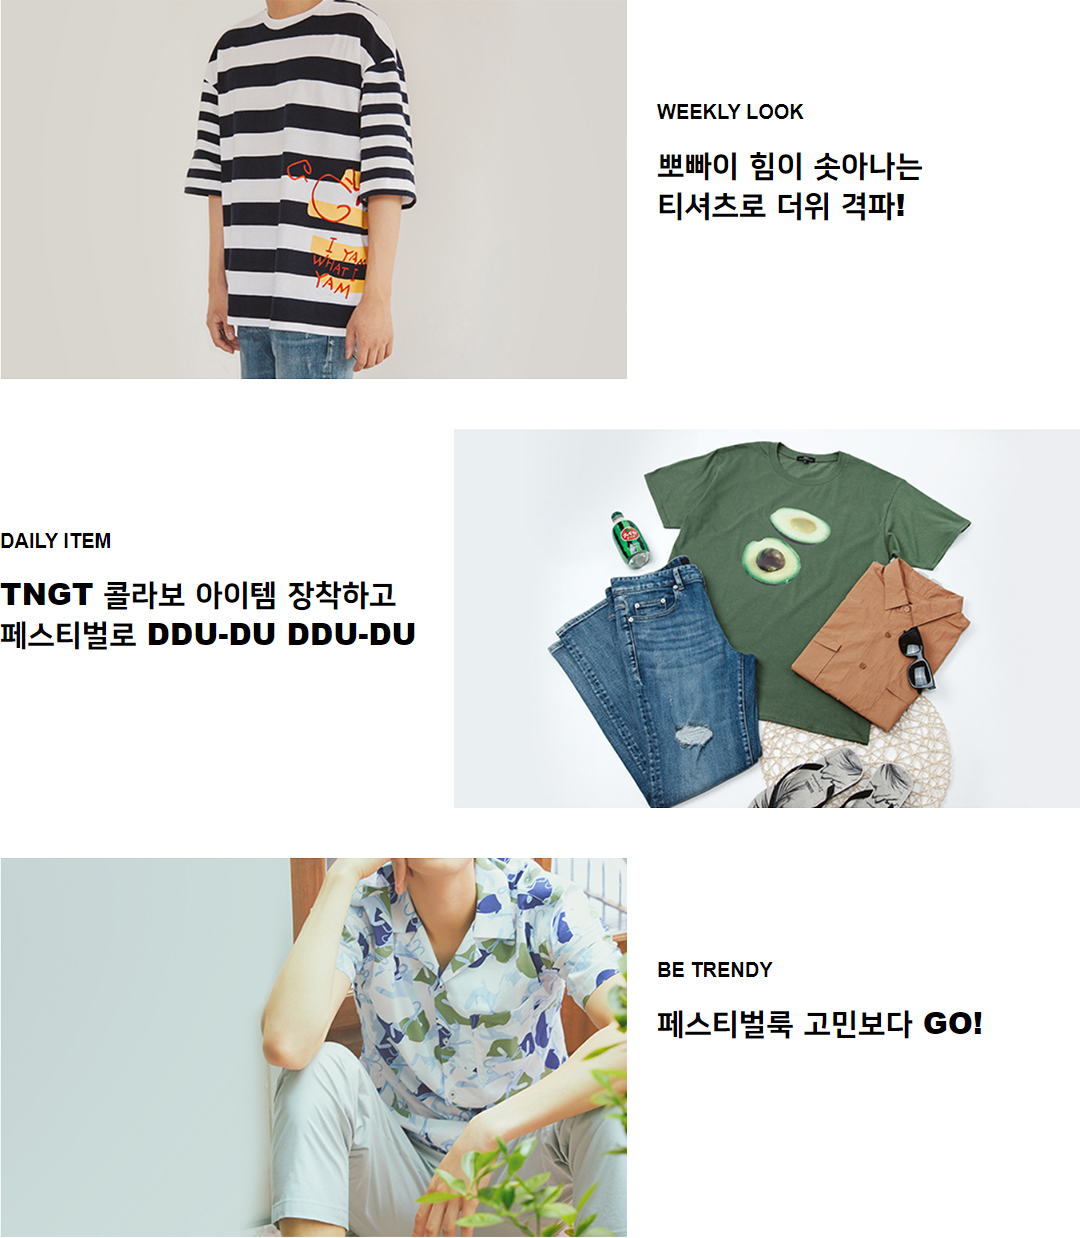 WEEKLY LOOK
뽀빠이 힘이 솟아나는
티셔츠로 더위 격파!
I YAM
WHAT I
YAM
DAILY ITEM
TNGT 콜라보 아이템 장착하고
페스티벌로 DDU-DU DDU-DU
BE TRENDY
페스티벌룩 고민보다 GO!